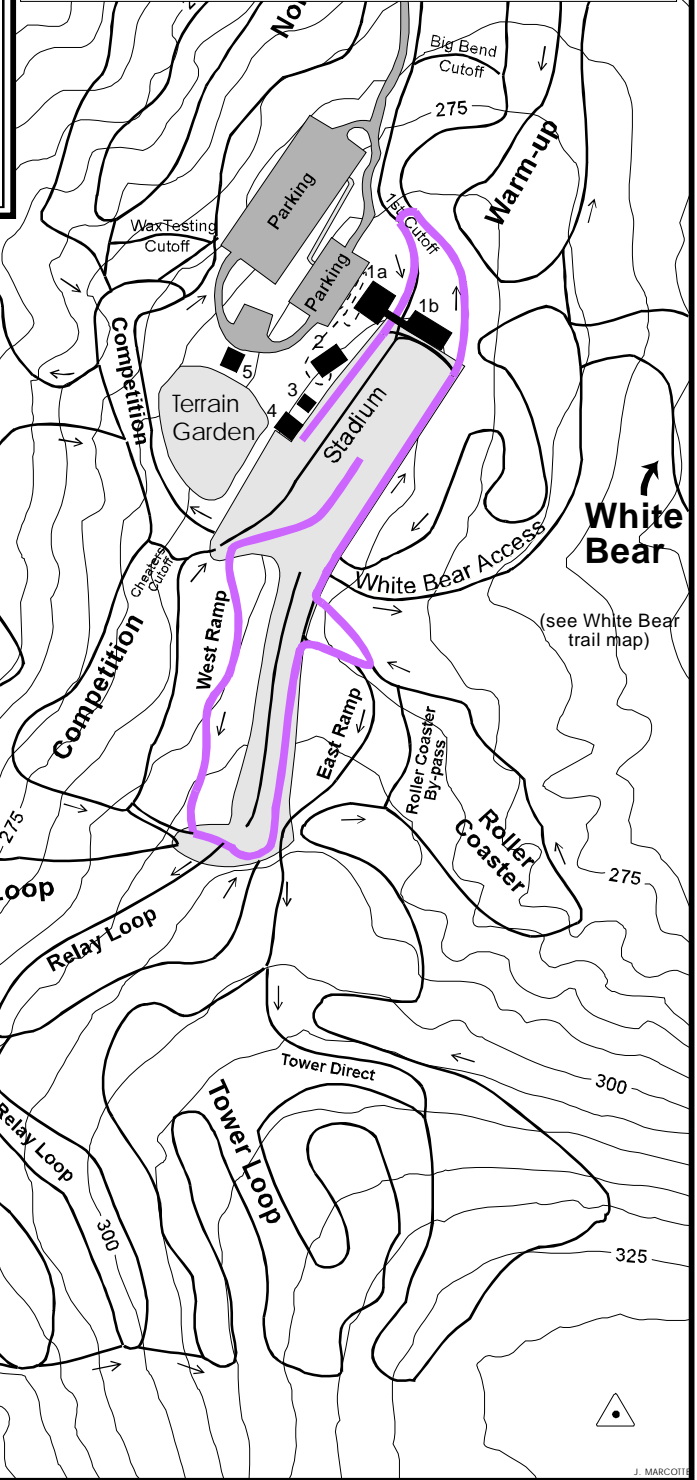 Big Bend
Cutoff
275
Warm-up
Parking
1st Cutoff
WaxTesting
Cutoff
Parking
1a
1b
2
5
3
4
Competition
Terrain
Garden
Stadium
White
Bear
White Bear Access
Cheaters
Cutoff
(see White Bear
trail map)
West Ramp
Competition
East Ramp
Roller Coaster
By-pass
Roller
Coaster
275
275
Loop
Relay Loop
Tower Direct
300
Tower Loop
Relay Loop
300
325